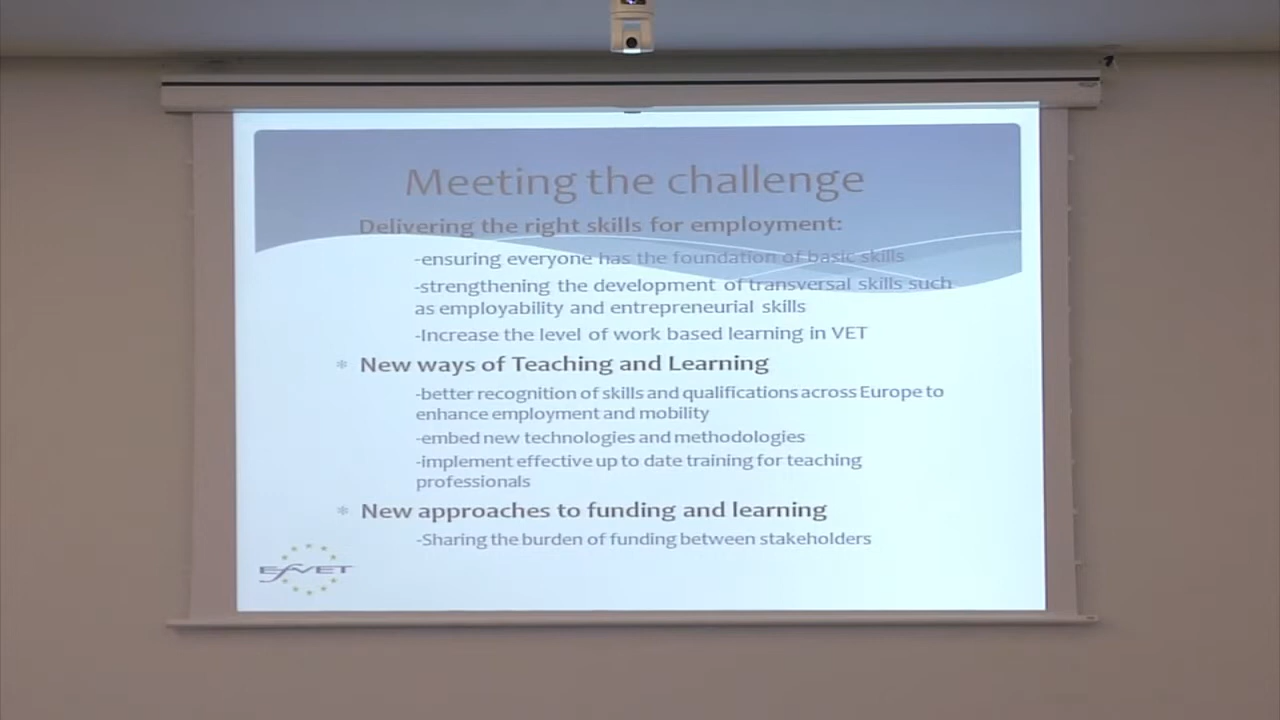 Meeting the challenge
Delivering the right skills for employment:
-ensuring everyone has the foundation of basic skills
-strengthening the development of transversal skills such
as employability and entrepreneurial skills
-Increase the level of work based learning in VET
* New ways of Teaching and Learning
-better recognition of skills and qualifications across Europe to
enhance employment and mobility
-embed new technologies and methodologies
-implement effective up to date training for teaching
professionals
* New approaches to funding and learning
-Sharing the burden of funding between stakeholders
EfVET